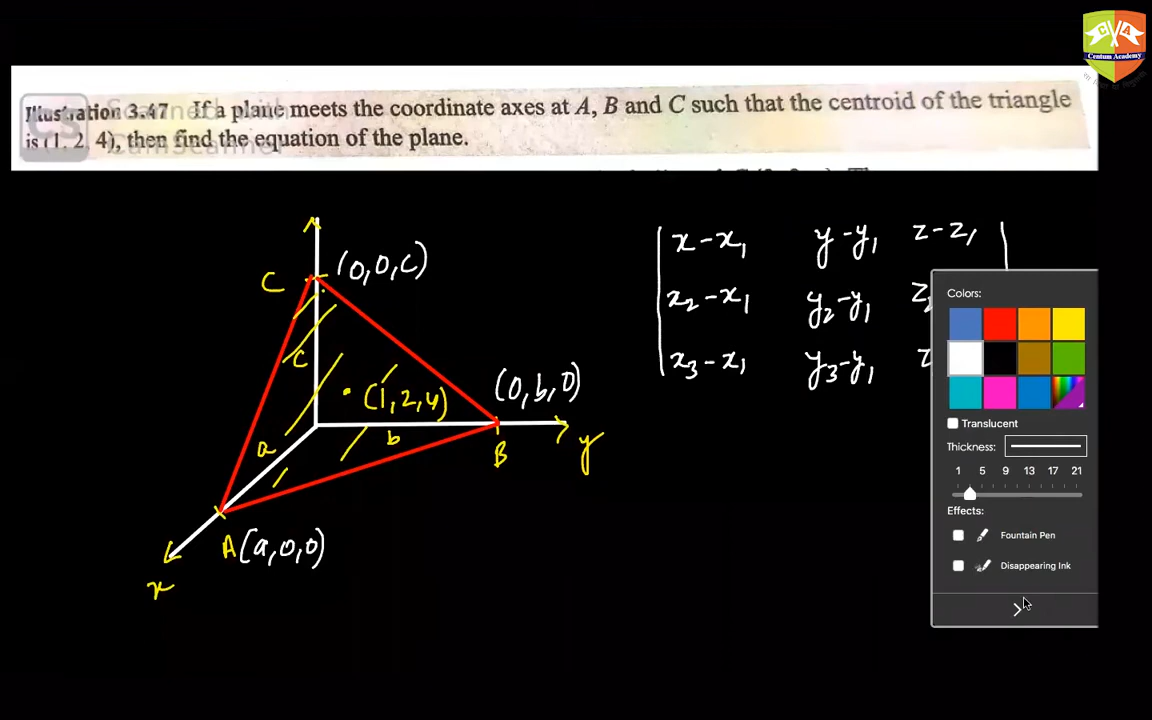 C A
Centum Academy
Illustration 3.47 If a plane meets the coordinate axes at A, B and C such that the centroid of the triangle
is (1, 2, 4), then find the equation of the plane.
C (0,0,c)
c
(1,2,4)
(0,b,0)
a
b
B
y
A(a,0,0)
x
x-x₁ y-y₁ z-z₁
x₂-x₁ y₂-y₁ z₂
x₃-x₁ y₃-y₁ z
Colors:
Translucent
Thickness:
1 5 9 13 17 21
Effects:
Fountain Pen
Disappearing Ink